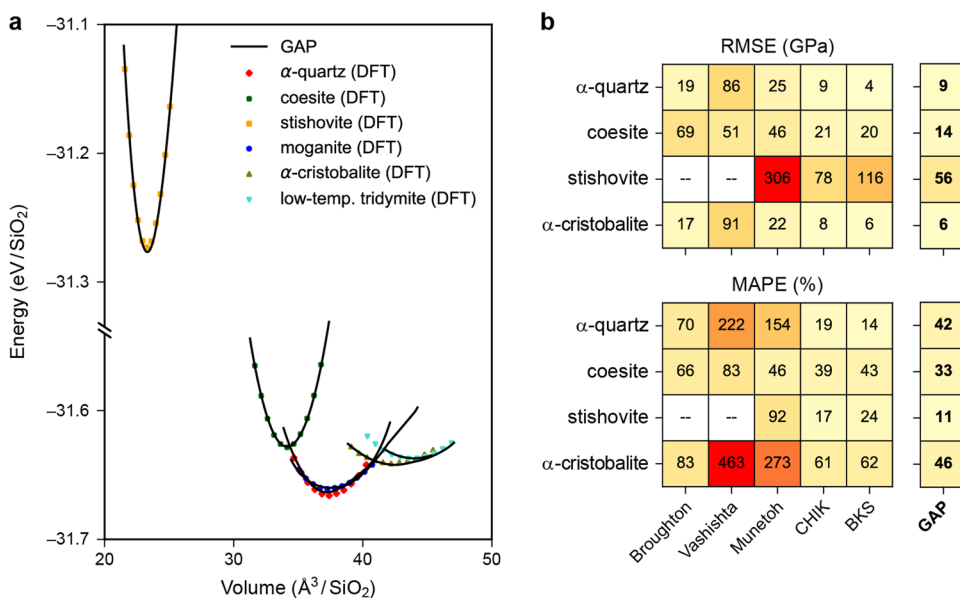 a
Energy (eV/SiO2)
−31.1
−31.2
−31.3
−31.6
−31.7
20
30
40
50
Volume (Å3/SiO2)
GAP
α-quartz (DFT)
coesite (DFT)
stishovite (DFT)
moganite (DFT)
α-cristobalite (DFT)
low-temp. tridymite (DFT)
b
RMSE (GPa)
α-quartz 19 86 25 9 4 9
coesite 69 51 46 21 20 14
stishovite -- -- 306 78 116 56
α-cristobalite 17 91 22 8 6 6
MAPE (%)
α-quartz 70 222 154 19 14 42
coesite 66 83 46 39 43 33
stishovite -- -- 92 17 24 11
α-cristobalite 83 463 273 61 62 46
Broughton Vashishta Munetoh CHIK BKS GAP